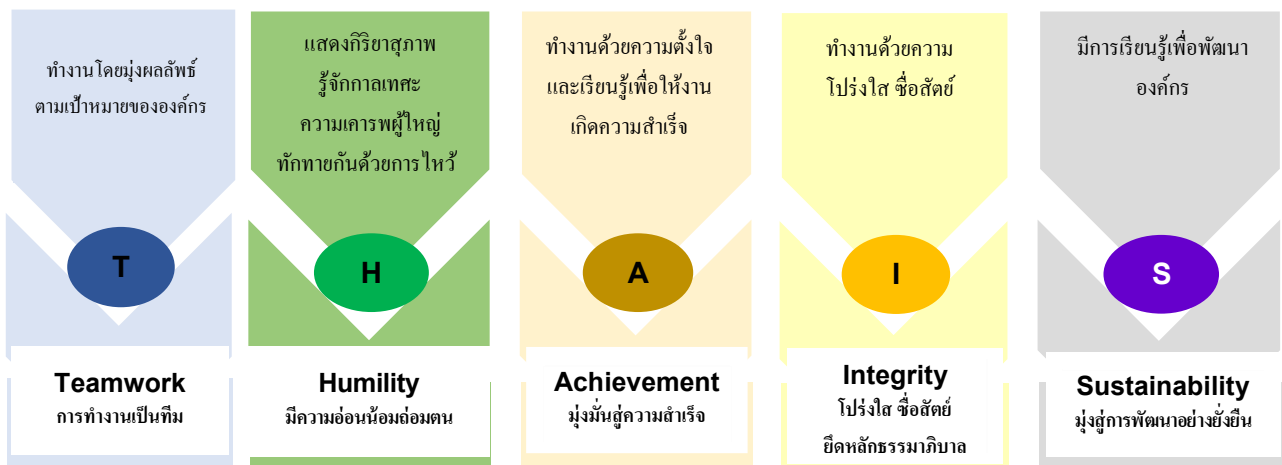 ทำงานโดยมุ่งผลลัพธ์
ตามเป้าหมายขององค์กร
T
Teamwork
การทำงานเป็นทีม
แสดงกิริยาสุภาพ
รู้จักกาลเทศะ
ความเคารพผู้ใหญ่
ทักทายกันด้วยการไหว้
H
Humility
มีความอ่อนน้อมถ่อมตน
ทำงานด้วยความตั้งใจ
และเรียนรู้เพื่อให้งาน
เกิดความสำเร็จ
A
Achievement
มุ่งมั่นสู่ความสำเร็จ
ทำงานด้วยความ
โปร่งใส ซื่อสัตย์
I
Integrity
โปร่งใส ซื่อสัตย์
ยึดหลักธรรมาภิบาล
มีการเรียนรู้เพื่อพัฒนา
องค์กร
S
Sustainability
มุ่งสู่การพัฒนาอย่างยั่งยืน